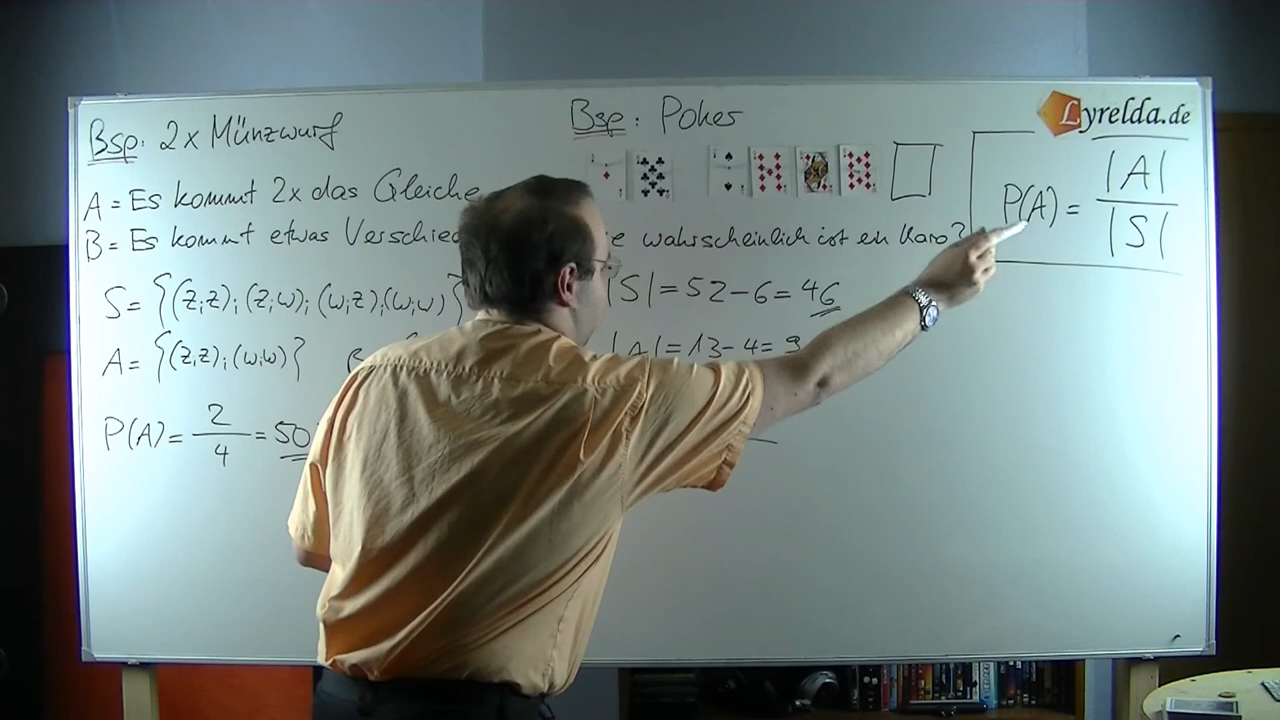 Bsp: 2x Münzwurf
A = Es kommt 2x das Gleiche
B = Es kommt etwas Verschied
S = {(z;z);(z;w);(w;z),(w;w)}
A = {(z;z);(w;w)} B
P(A) = 2/4 = 50
Bsp: Poker
wahrscheinlich ist ein Karo?
|S| = 52 - 6 = 46
|A| = 13 - 4 = 9
Lyrelda.de
P(A) = |A|/|S|